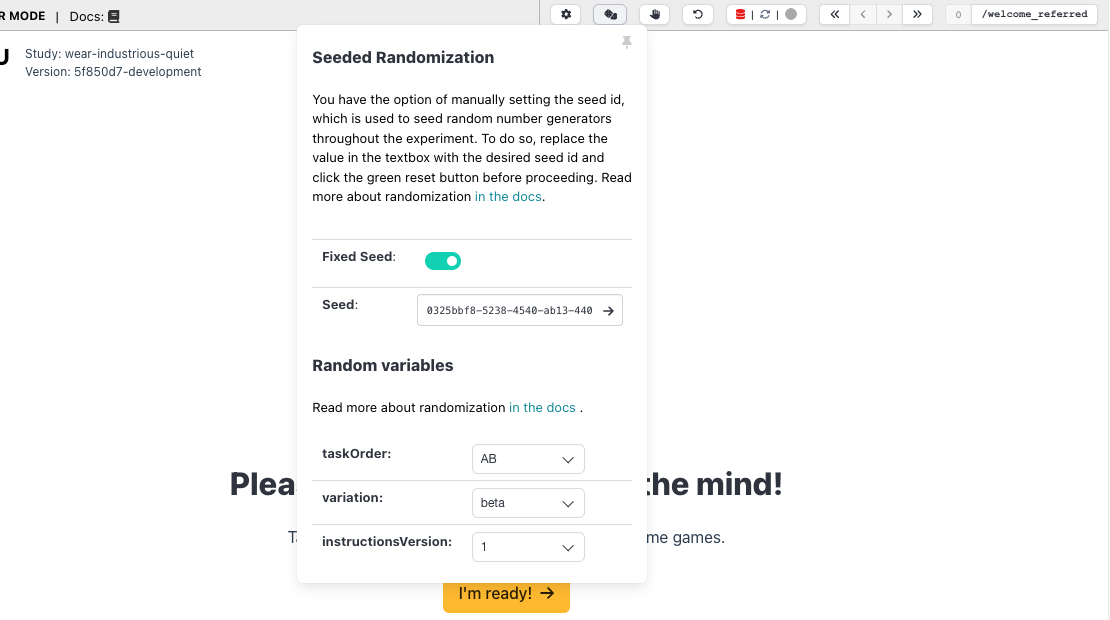 R MODE | Docs:
0 /welcome_referred
Study: wear-industrious-quiet
Version: 5f850d7-development
Seeded Randomization
You have the option of manually setting the seed id,
which is used to seed random number generators
throughout the experiment. To do so, replace the
value in the textbox with the desired seed id and
click the green reset button before proceeding. Read
more about randomization in the docs.
Fixed Seed:
Seed: 0325bbf8-5238-4540-ab13-440
Random variables
Read more about randomization in the docs .
taskOrder: AB
variation: beta
instructionsVersion: 1
the mind!
me games.
I'm ready!